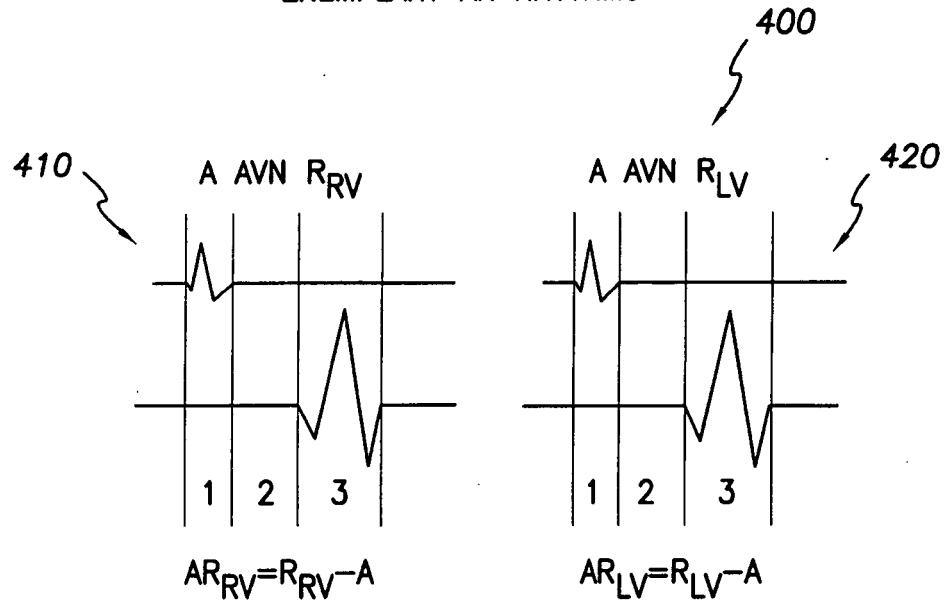 400
410
A AVN R_RV
A AVN R_LV
420
1 2 3
1 2 3
AR_RV=R_RV-A
AR_LV=R_LV-A